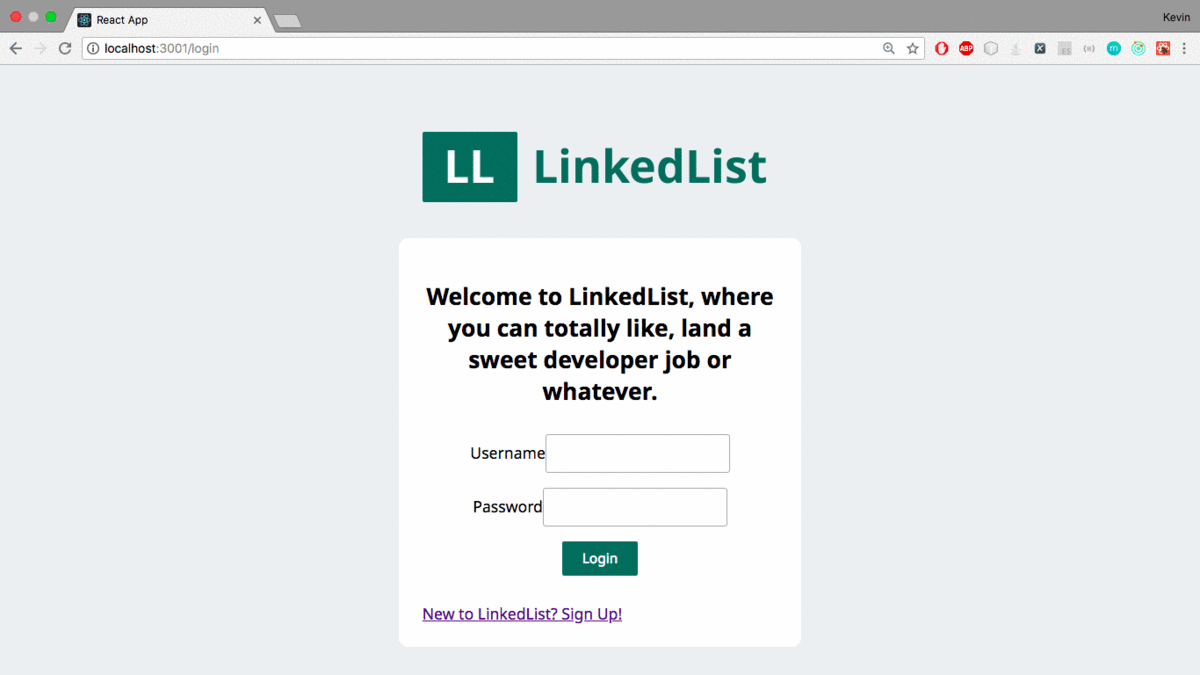 React App
Kevin
localhost:3001/login
ABP
m
LL LinkedList
Welcome to LinkedList, where
you can totally like, land a
sweet developer job or
whatever.
Username
Password
Login
New to LinkedList? Sign Up!